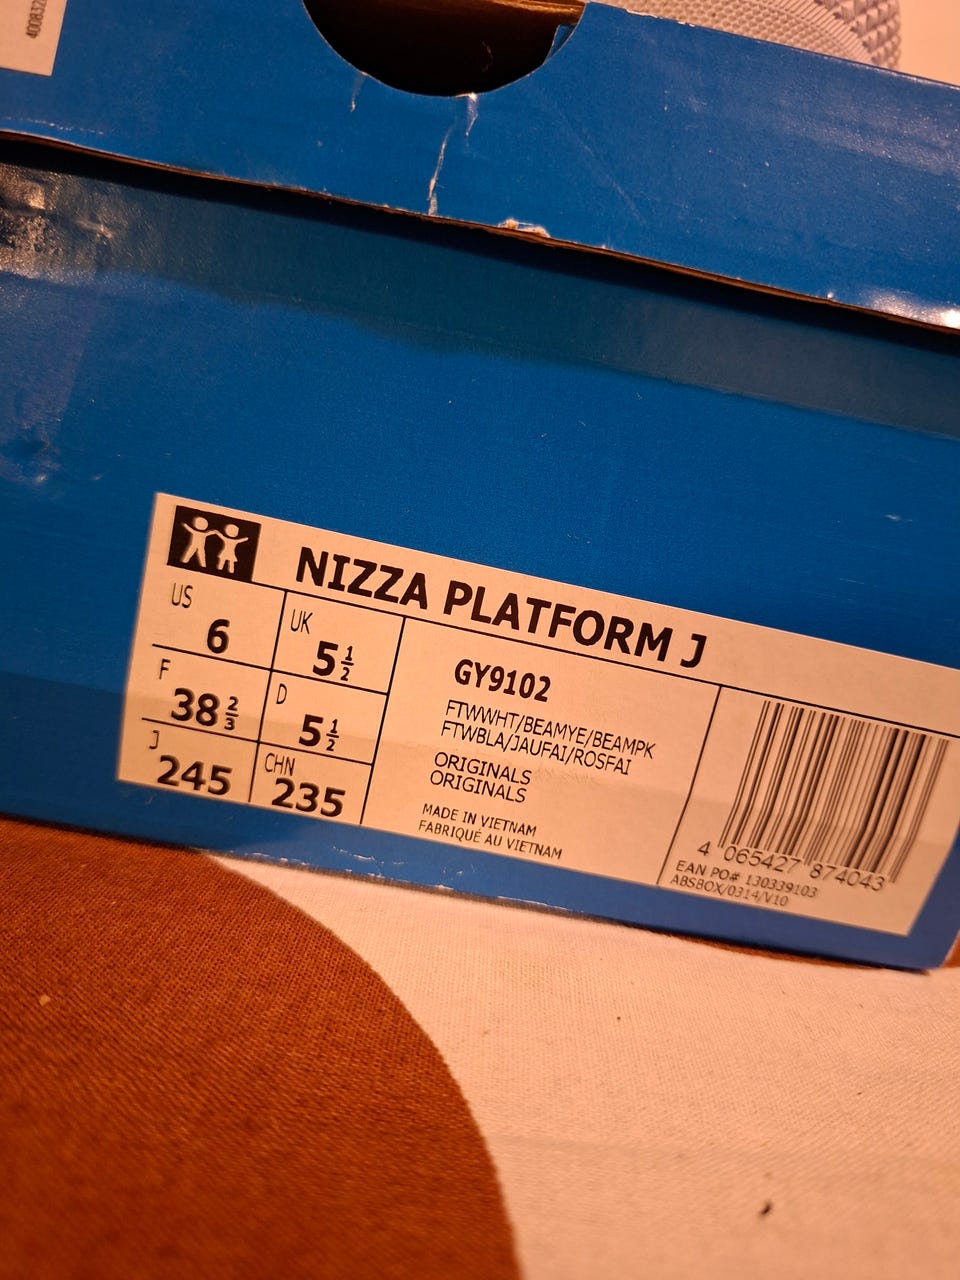 NIZZA PLATFORM J
US
6
UK
5 1/2
F
38 2/3
D
5 1/2
J
245
CHN
235
GY9102
FTWWHT/BEAMYE/BEAMPK
FTWBLA/JAUFAI/ROSFAI
ORIGINALS
ORIGINALS
MADE IN VIETNAM
FABRIQUÉ AU VIETNAM
4 065427 874043
EAN PO# 130339103
ABSBOX/0314/V10